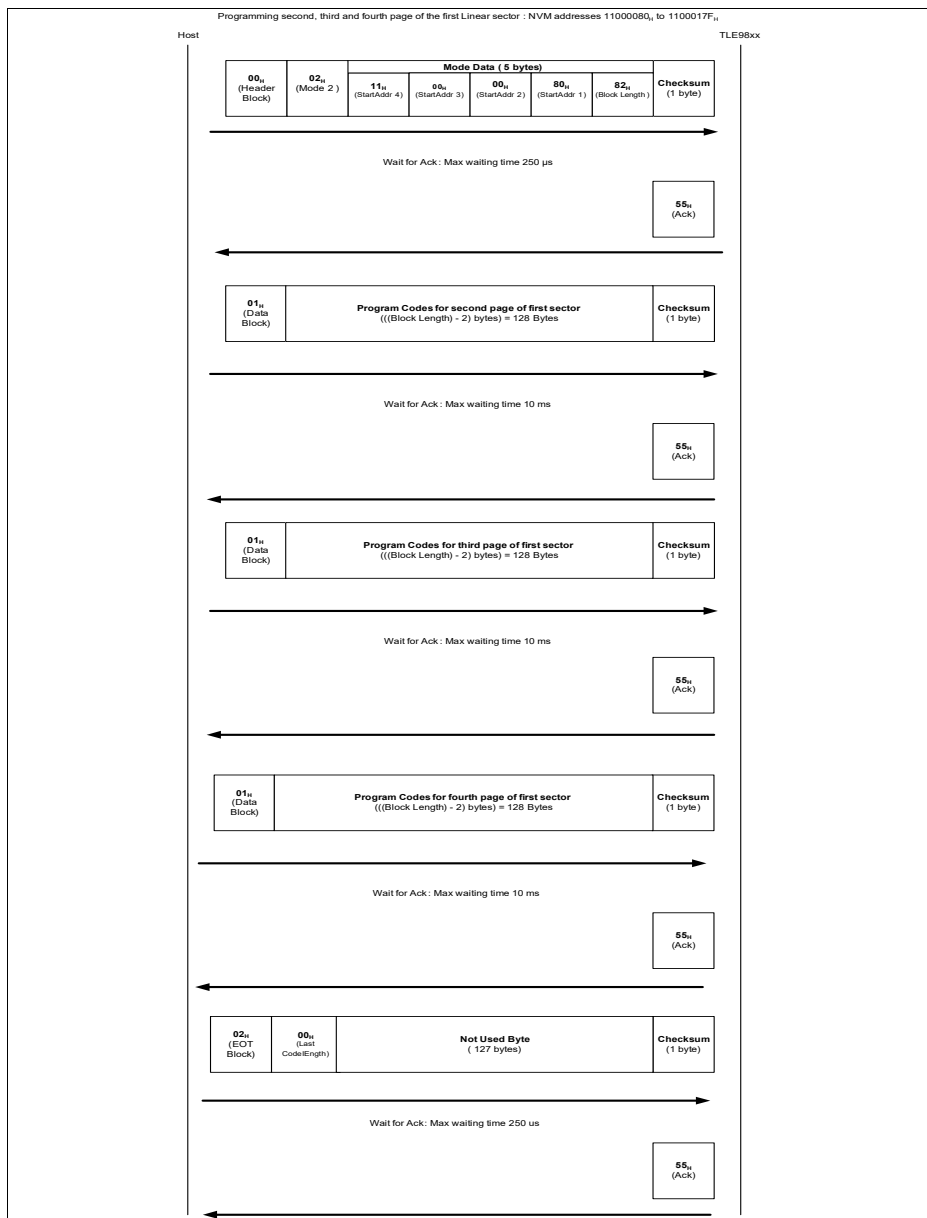 Programming second, third and fourth page of the first Linear sector : NVM addresses 11000080H to 1100017FH
Host
TLE98xx
00H
(Header
Block)
02H
(Mode 2 )
Mode Data ( 5 bytes)
11H
(StartAddr 4)
00H
(StartAddr 3)
00H
(StartAddr 2)
80H
(StartAddr 1)
82H
(Block Length )
Checksum
(1 byte)
Wait for Ack : Max waiting time 250 µs
55H
(Ack)
01H
(Data
Block)
Program Codes for second page of first sector
(((Block Length) - 2) bytes) = 128 Bytes
Checksum
(1 byte)
Wait for Ack : Max waiting time 10 ms
55H
(Ack)
01H
(Data
Block)
Program Codes for third page of first sector
(((Block Length) - 2) bytes) = 128 Bytes
Checksum
(1 byte)
Wait for Ack : Max waiting time 10 ms
55H
(Ack)
01H
(Data
Block)
Program Codes for fourth page of first sector
(((Block Length) - 2) bytes) = 128 Bytes
Checksum
(1 byte)
Wait for Ack : Max waiting time 10 ms
55H
(Ack)
02H
(EOT
Block)
00H
(Last
CodelEngth)
Not Used Byte
( 127 bytes)
Checksum
(1 byte)
Wait for Ack: Max waiting time 250 us
55H
(Ack)